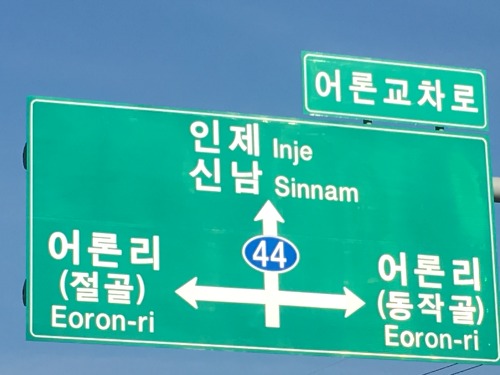 어론교차로
인제 Inje
신남 Sinnam
44
어론리
(절골)
Eoron-ri
어론리
(동작골)
Eoron-ri